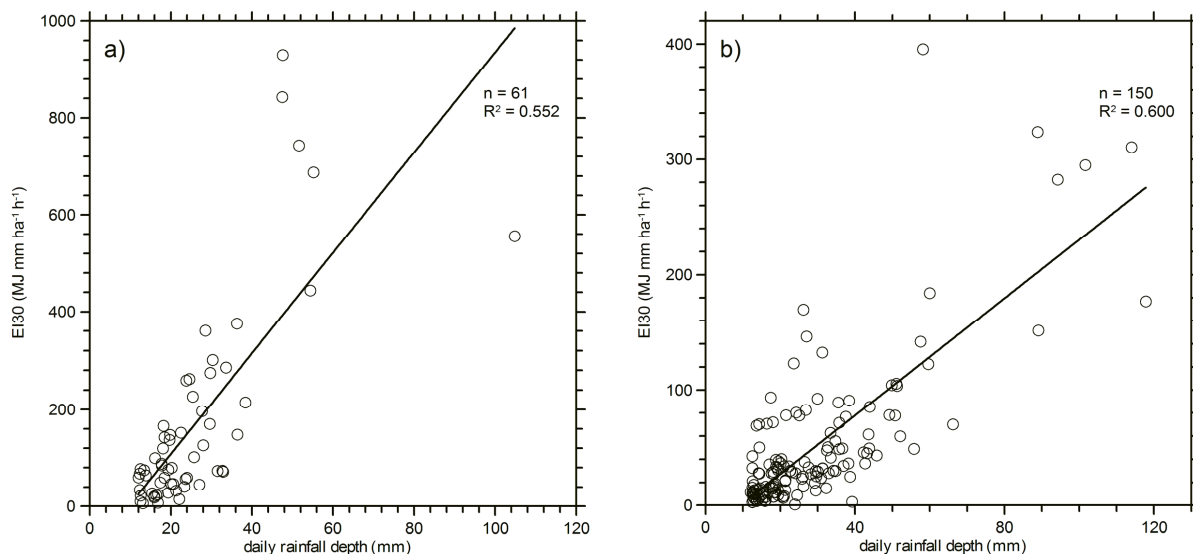 a)
n = 61
R² = 0.552
1000
800
600
400
200
0
EI30 (MJ mm ha⁻¹ h⁻¹)
0 20 40 60 80 100 120
daily rainfall depth (mm)
b)
n = 150
R² = 0.600
400
300
200
100
0
EI30 (MJ mm ha⁻¹ h⁻¹)
0 40 80 120
daily rainfall depth (mm)